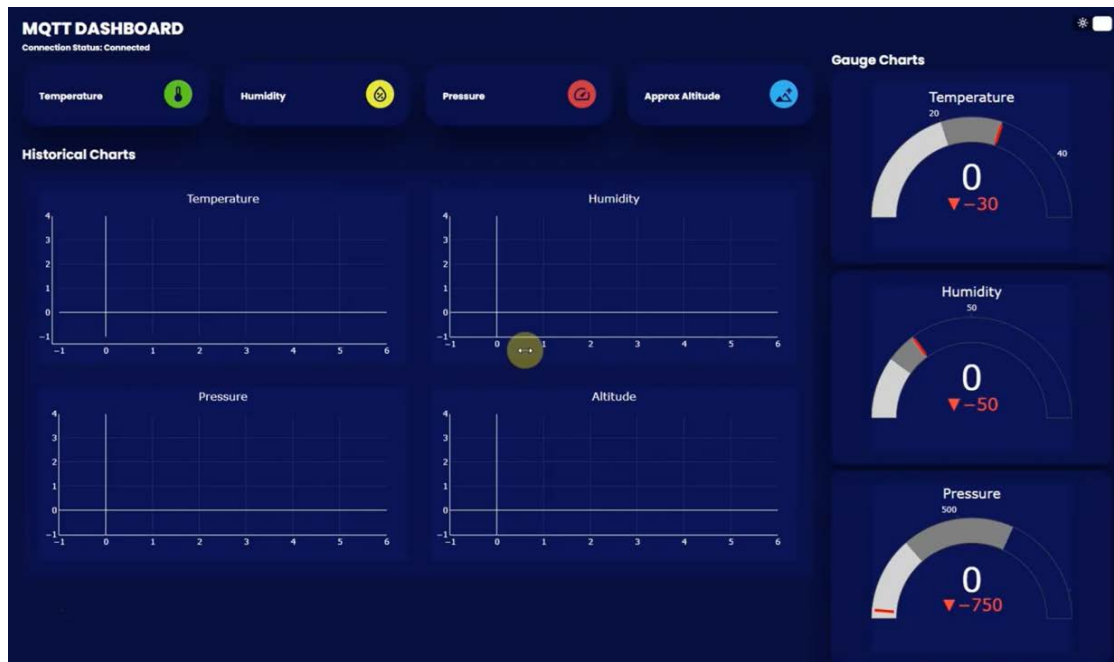 MQTT DASHBOARD
Connection Status: Connected
Temperature
Humidity
Pressure
Approx Altitude
Historical Charts
Temperature
4
3
2
1
0
−1
−1 0 1 2 3 4 5 6
Humidity
4
3
2
1
0
−1
−1 0 1 2 3 4 5 6
Pressure
4
3
2
1
0
−1
−1 0 1 2 3 4 5 6
Altitude
4
3
2
1
0
−1
−1 0 1 2 3 4 5 6
Gauge Charts
Temperature
20
40
0
▼−30
Humidity
50
0
▼−50
Pressure
500
0
▼−750